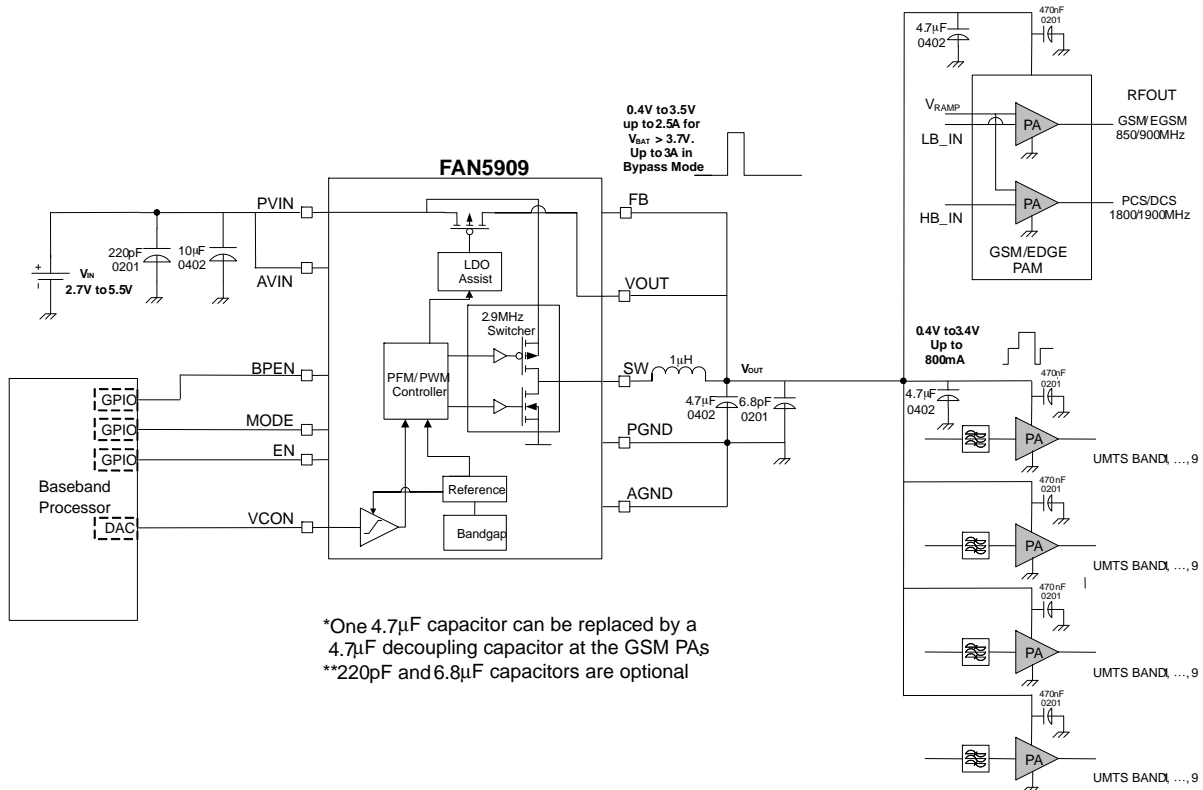 FAN5909
PVIN
220pF
0201
10µF
0402
+
-
VIN
2.7V to 5.5V
AVIN
Baseband
Processor
GPIO
GPIO
GPIO
DAC
BPEN
MODE
EN
VCON
LDO
Assist
2.9MHz
Switcher
PFM/PWM
Controller
Reference
Bandgap
0.4V to 3.5V
up to 2.5A for
VBAT > 3.7V.
Up to 3A in
Bypass Mode
FB
VOUT
SW
1µH
VOUT
4.7µF
0402
6.8pF
0201
PGND
AGND
4.7µF
0402
470nF
0201
VRAMP
LB_IN
HB_IN
PA
PA
GSM/EDGE
PAM
RFOUT
GSM/EGSM
850/900MHz
PCS/DCS
1800/1900MHz
0.4V to 3.4V
Up to
800mA
4.7µF
0402
470nF
0201
PA
UMTS BAND I, …, 9
470nF
0201
PA
UMTS BAND I, …, 9
470nF
0201
PA
UMTS BAND I, …, 9
470nF
0201
PA
UMTS BAND I, …, 9
*One 4.7µF capacitor can be replaced by a
4.7µF decoupling capacitor at the GSM PAs
**220pF and 6.8µF capacitors are optional